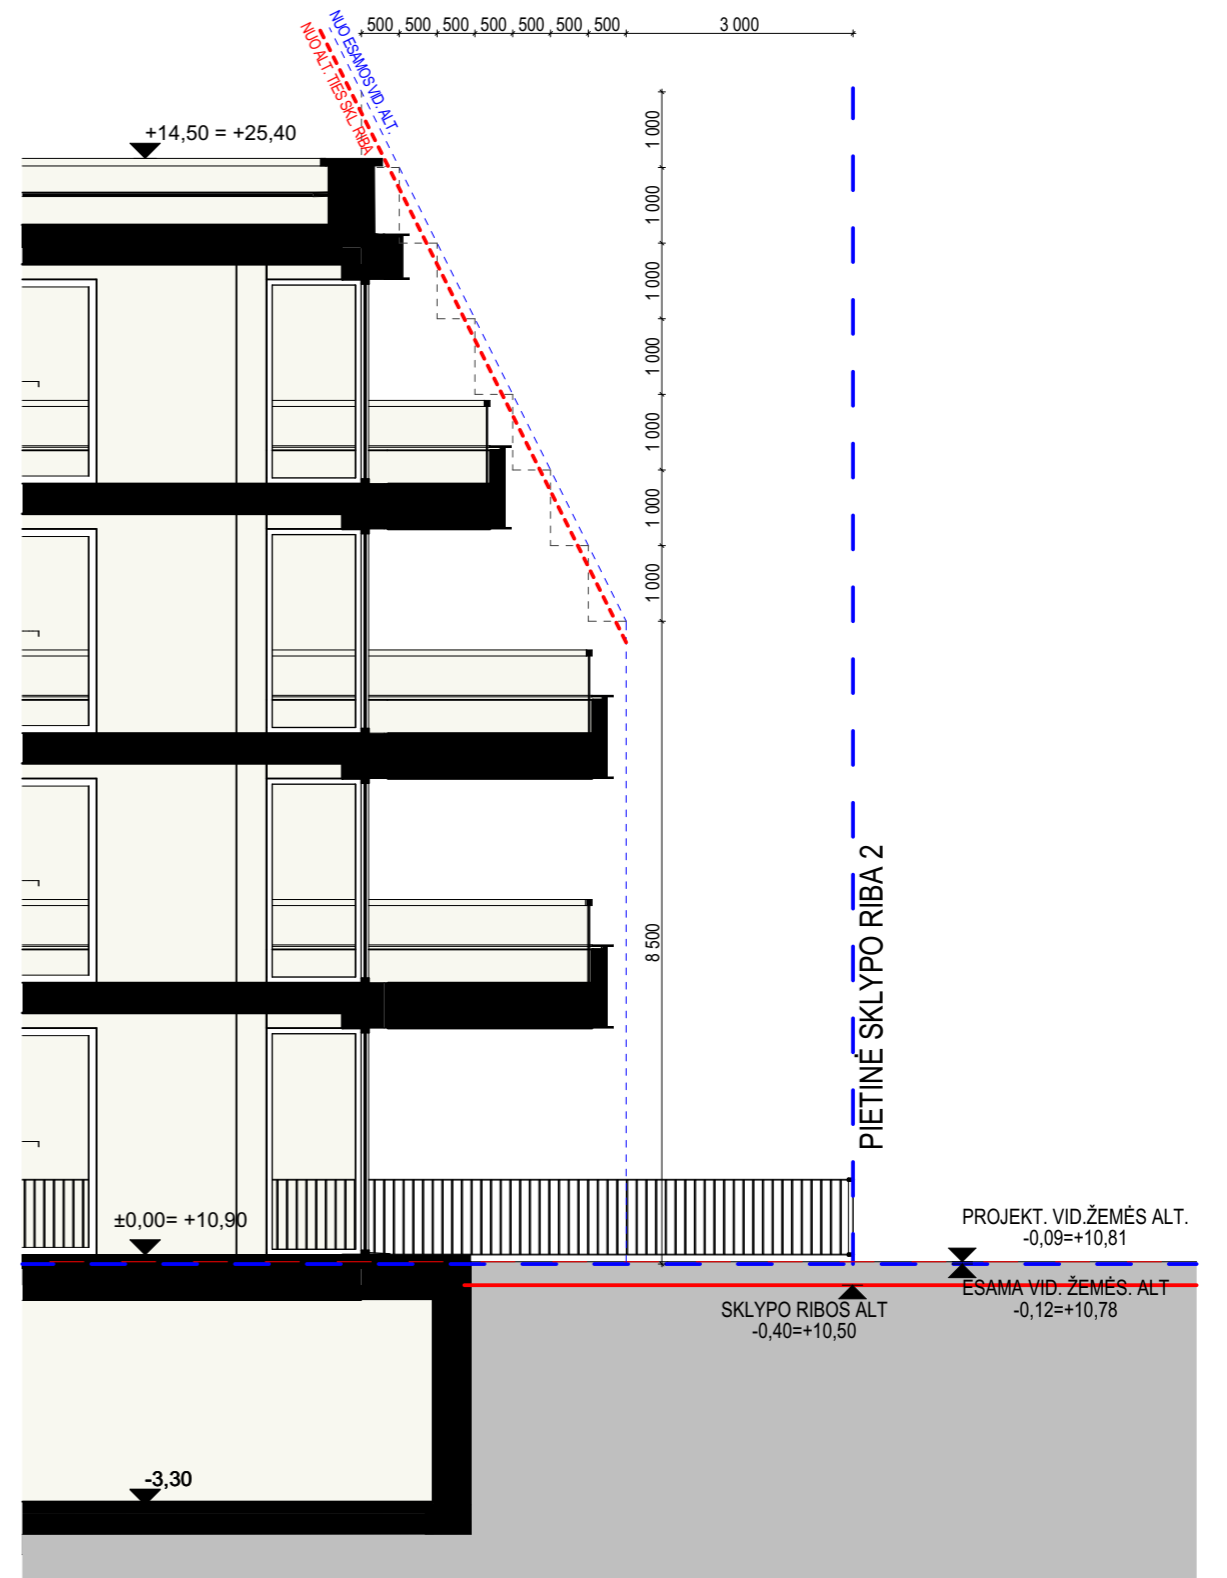 500 500 500 500 500 500 500 3 000
NUO ESAMOS VID. ALT.
NUO ALT. TIES SKL. RIBA
+14,50 = +25,40
1 000
1 000
1 000
1 000
1 000
1 000
1 000
8 500
PIETINĖ SKLYPO RIBA 2
±0,00= +10,90
PROJEKT. VID.ŽEMĖS ALT.
-0,09=+10,81
ESAMA VID. ŽEMĖS. ALT
-0,12=+10,78
SKLYPO RIBOS ALT
-0,40=+10,50
-3,30